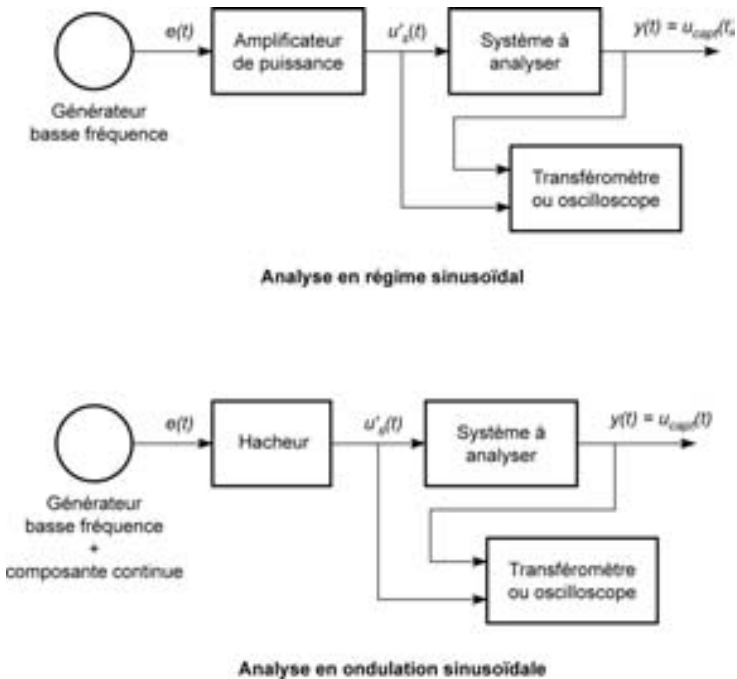 e(t)
Amplificateur
de puissance
u's(t)
Système à
analyser
y(t) = ucapt(t
Générateur
basse fréquence
Transféromètre
ou oscilloscope
Analyse en régime sinusoïdal
e(t)
Hacheur
u's(t)
Système à
analyser
y(t) = ucapt(t)
Générateur
basse fréquence
+
composante continue
Transféromètre
ou oscilloscope
Analyse en ondulation sinusoïdale